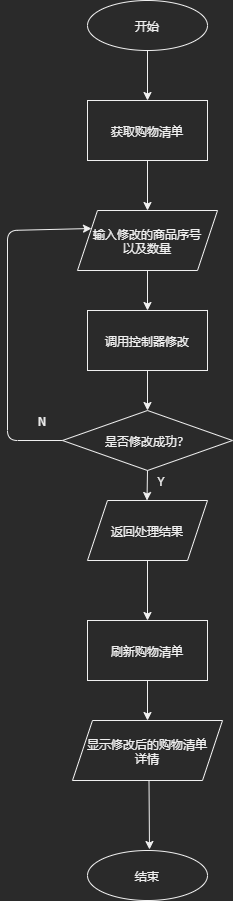 开始
获取购物清单
输入修改的商品序号
以及数量
调用控制器修改
是否修改成功?
N
Y
返回处理结果
刷新购物清单
显示修改后的购物清单
详情
结束